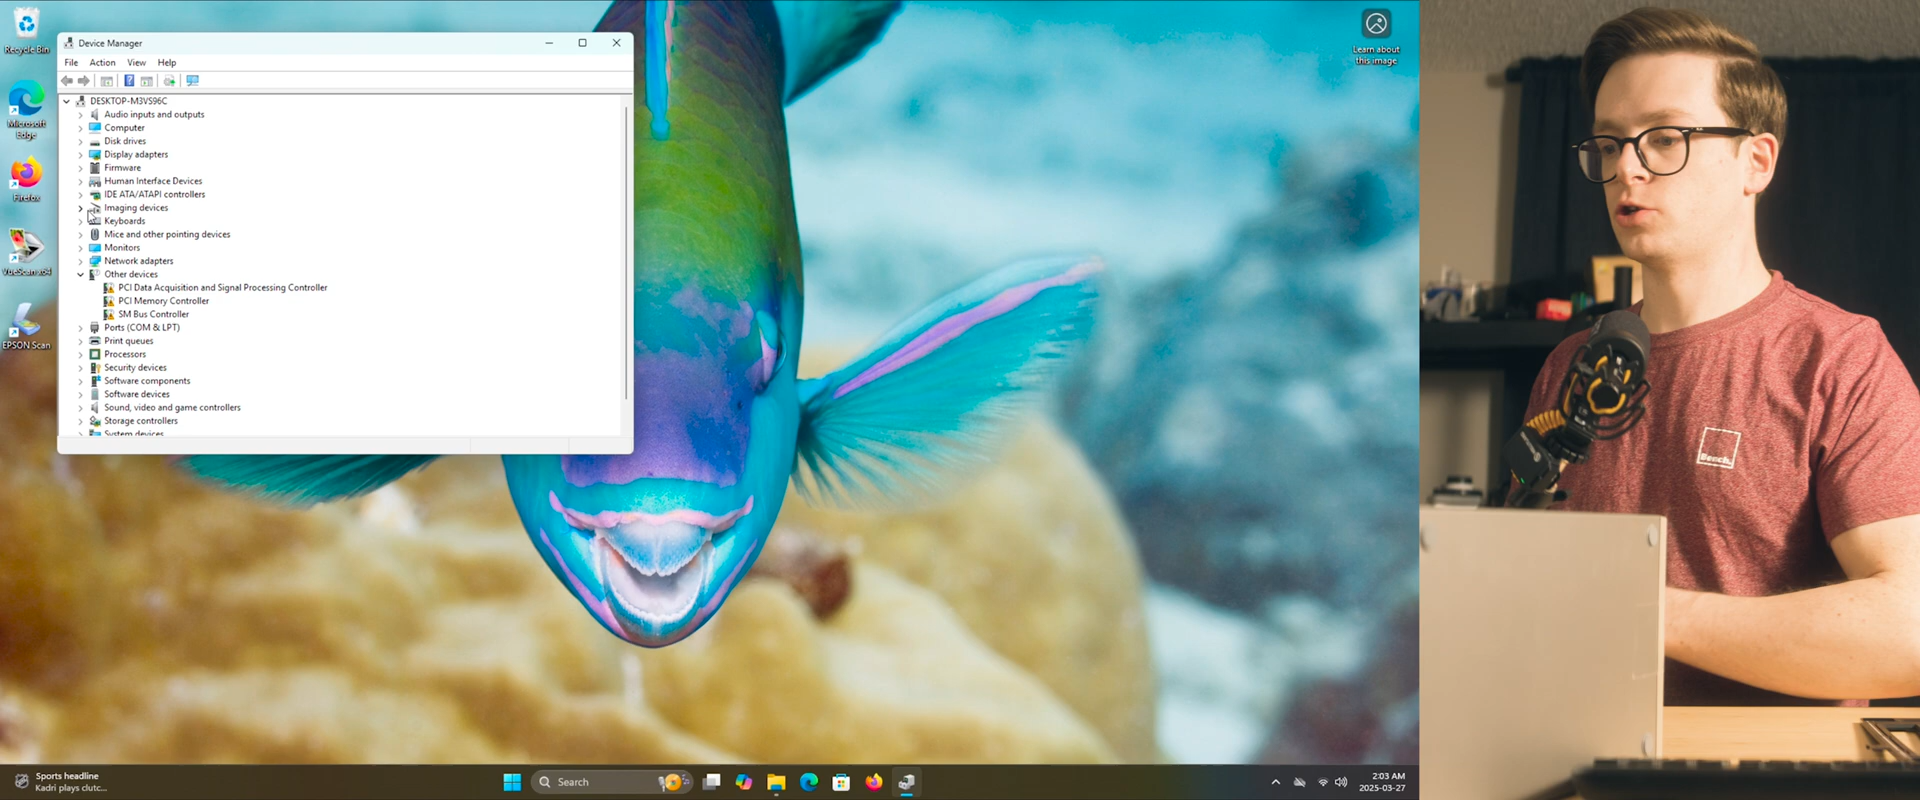 Recycle Bin
Microsoft
Edge
Firefox
VueScan x64
EPSON Scan
Device Manager
File Action View Help
DESKTOP-M3VS96C
Audio inputs and outputs
Computer
Disk drives
Display adapters
Firmware
Human Interface Devices
IDE ATA/ATAPI controllers
Imaging devices
Keyboards
Mice and other pointing devices
Monitors
Network adapters
Other devices
PCI Data Acquisition and Signal Processing Controller
PCI Memory Controller
SM Bus Controller
Ports (COM & LPT)
Print queues
Processors
Security devices
Software components
Software devices
Sound, video and game controllers
Storage controllers
System devices
Learn about
this image
Bench.
Sports headline
Kadri plays clutc...
Search
2:03 AM
2025-03-27